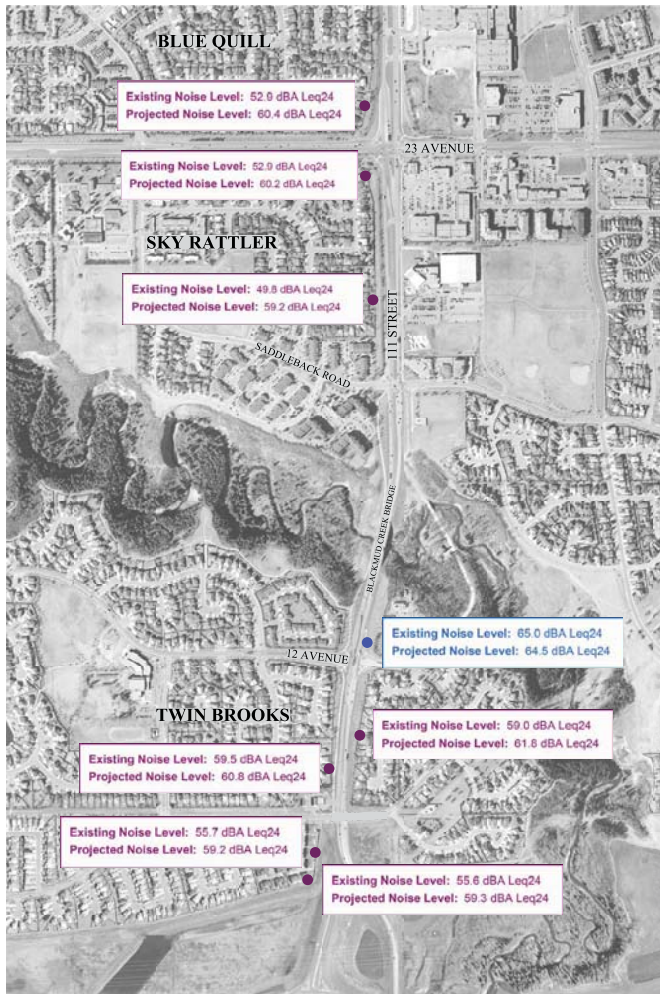 BLUE QUILL
Existing Noise Level: 52.9 dBA Leq24
Projected Noise Level: 60.4 dBA Leq24
23 AVENUE
Existing Noise Level: 52.9 dBA Leq24
Projected Noise Level: 60.2 dBA Leq24
SKY RATTLER
Existing Noise Level: 49.8 dBA Leq24
Projected Noise Level: 59.2 dBA Leq24
111 STREET
SADDLEBACK ROAD
BLACKMUD CREEK BRIDGE
Existing Noise Level: 65.0 dBA Leq24
Projected Noise Level: 64.5 dBA Leq24
12 AVENUE
TWIN BROOKS
Existing Noise Level: 59.0 dBA Leq24
Projected Noise Level: 61.8 dBA Leq24
Existing Noise Level: 59.5 dBA Leq24
Projected Noise Level: 60.8 dBA Leq24
Existing Noise Level: 55.7 dBA Leq24
Projected Noise Level: 59.2 dBA Leq24
Existing Noise Level: 55.6 dBA Leq24
Projected Noise Level: 59.3 dBA Leq24